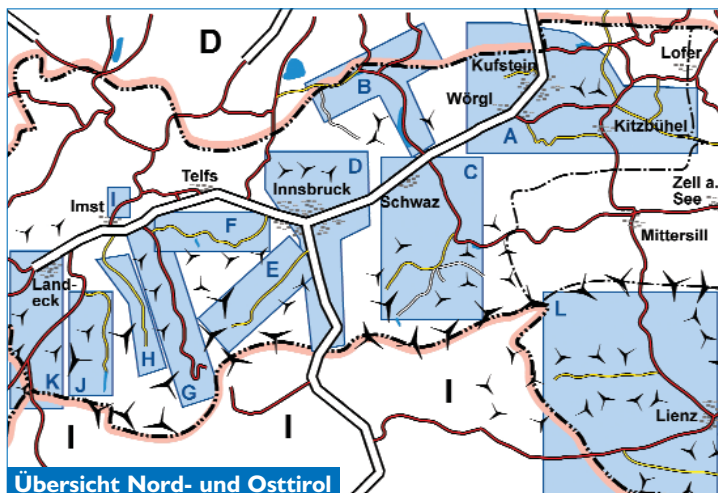 D
Lofer
Kufstein
B
Wörgl
A
Kitzbühel
D
Telfs
Innsbruck
C
I
Imst
Schwaz
Zell a.
See
F
Mittersill
E
Land-
eck
L
H
K
J
G
Lienz
I
I
I
Übersicht Nord- und Osttirol